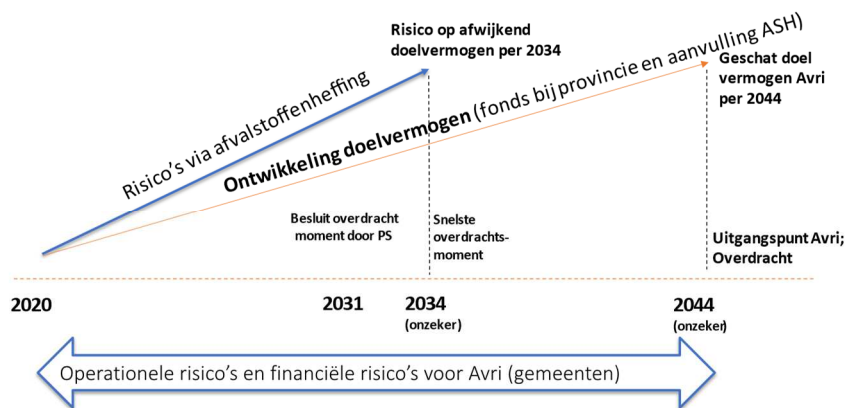 Risico op afwijkend
doelvermogen per 2034
Risico's via afvalstoffenheffing
Ontwikkeling doelvermogen (fonds bij provincie en aanvulling ASH)
Geschat doel
vermogen Avri
per 2044
Besluit overdracht
moment door PS
Snelste
overdrachts-
moment
Uitgangspunt Avri;
Overdracht
2020
2031
2034
(onzeker)
2044
(onzeker)
Operationele risico's en financiële risico's voor Avri (gemeenten)